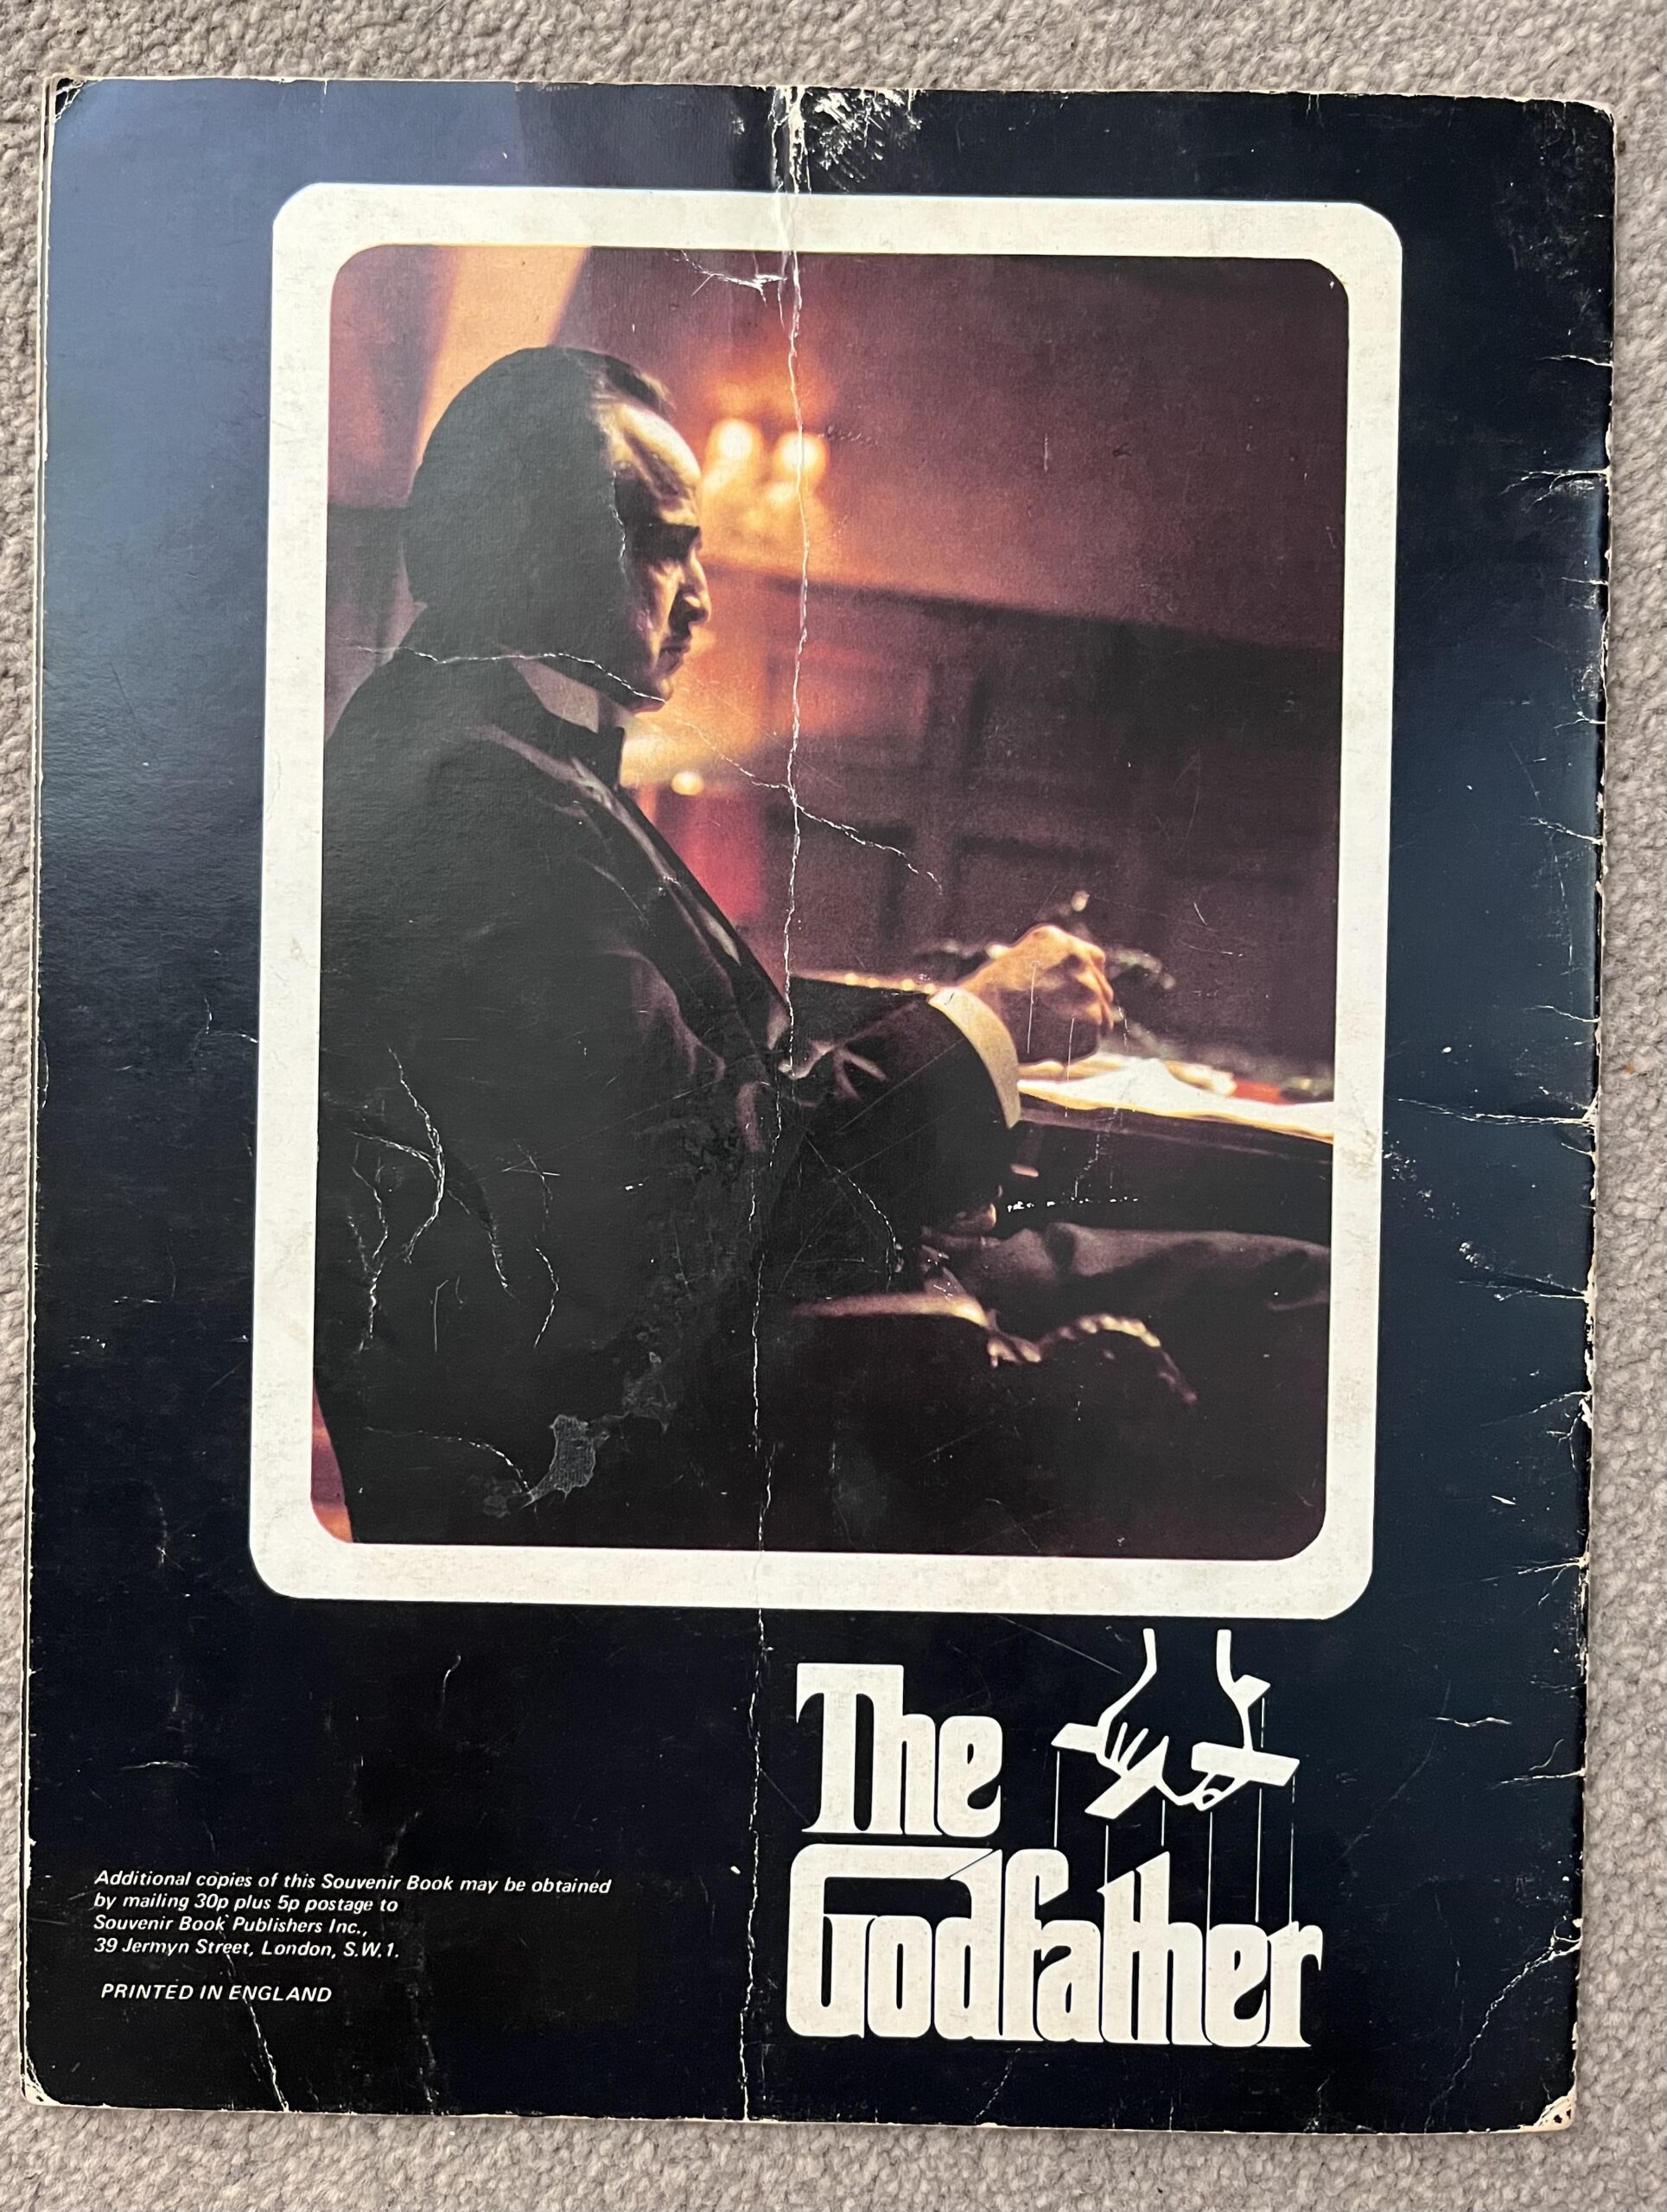 The
Godfather
Additional copies of this Souvenir Book may be obtained
by mailing 30p plus 5p postage to
Souvenir Book Publishers Inc.,
39 Jermyn Street, London, S.W.1.
PRINTED IN ENGLAND